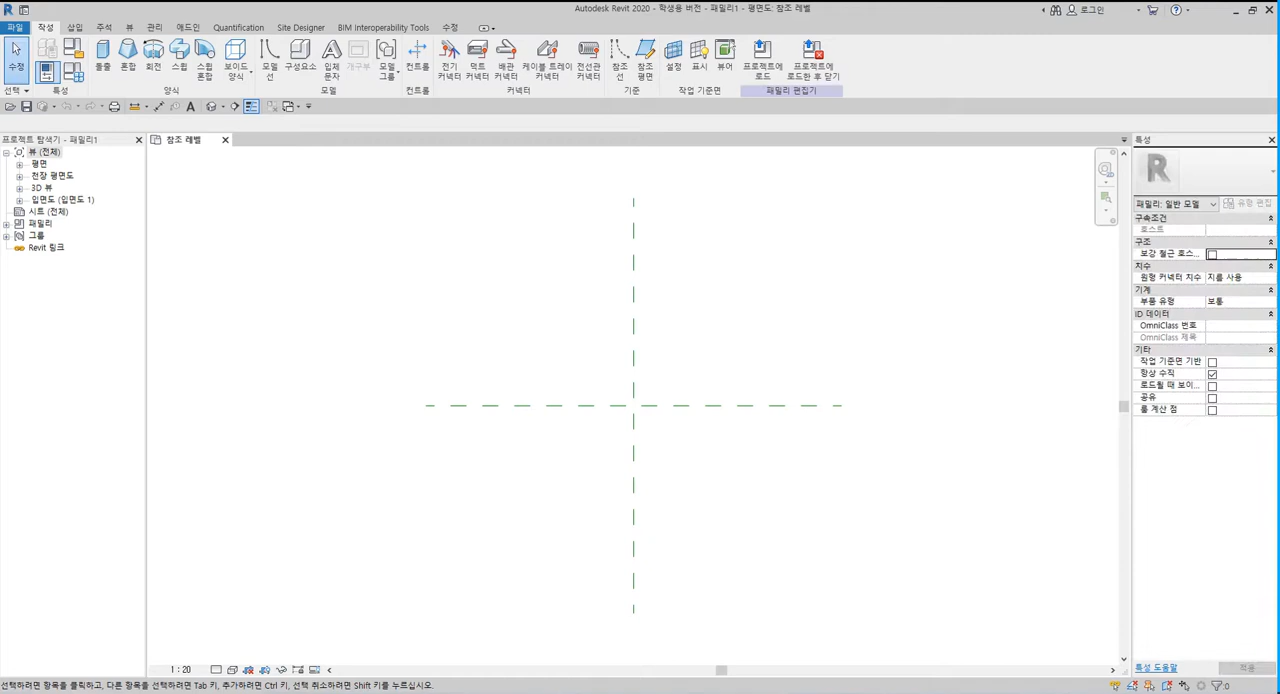 Autodesk Revit 2020 - 학생용 버전 - 패밀리1 - 평면도: 참조 레벨
로그인
파일 작성 삽입 주석 뷰 관리 애드인 Quantification Site Designer BIM Interoperability Tools 수정
수정 돌출 혼합 회전 스윕 스윕 혼합 보이드 양식 모델 선 구성요소 입체 문자 개구부 모델 그룹 컨트롤 전기 커넥터 덕트 커넥터 배관 커넥터 케이블 트레이 커넥터 전선관 커넥터 참조 선 참조 평면 설정 표시 뷰어 프로젝트에 로드 프로젝트에 로드한 후 닫기
선택 특성 양식 모델 컨트롤 커넥터 기준 작업 기준면 패밀리 편집기
프로젝트 탐색기 - 패밀리1
참조 레벨
특성
뷰 (전체)
평면
천장 평면도
3D 뷰
입면도 (입면도 1)
시트 (전체)
패밀리
그룹
Revit 링크
패밀리: 일반 모델 유형 편집
구속조건
호스트
구조
보강 철근 호스...
치수
원형 커넥터 치수 지름 사용
기계
부품 유형 보통
ID 데이터
OmniClass 번호
OmniClass 제목
기타
작업 기준면 기반
항상 수직
로드될 때 보이...
공유
룸 계산 점
특성 도움말 적용
1 : 20
선택하려면 항목을 클릭하고, 다른 항목을 선택하려면 Tab 키, 추가하려면 Ctrl 키, 선택 취소하려면 Shift 키를 누르십시오.
:0